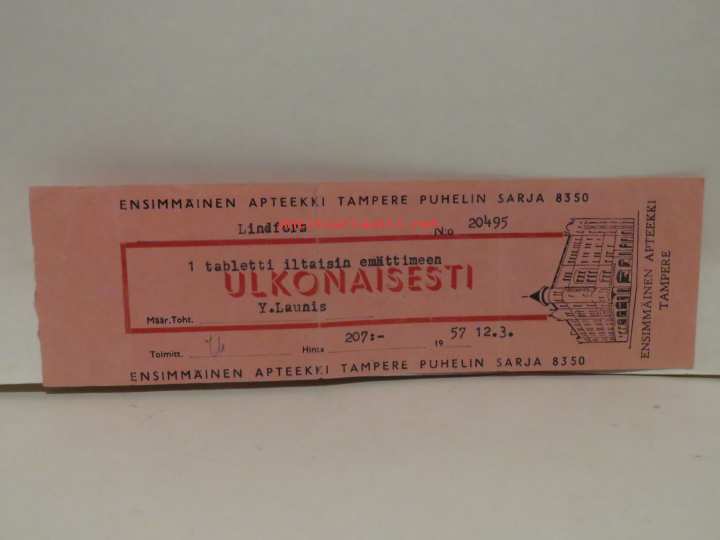 ENSIMMÄINEN APTEEKKI TAMPERE PUHELIN SARJA 8350
Lindfors N:o 20495
1 tabletti iltaisin emättimeen
ULKONAISESTI
Määr.Toht. Y.Launis
Toimitt. Hinta 207:- 19 57 12.3.
ENSIMMÄINEN APTEEKKI TAMPERE PUHELIN SARJA 8350
ENSIMMÄINEN APTEEKKI
TAMPERE